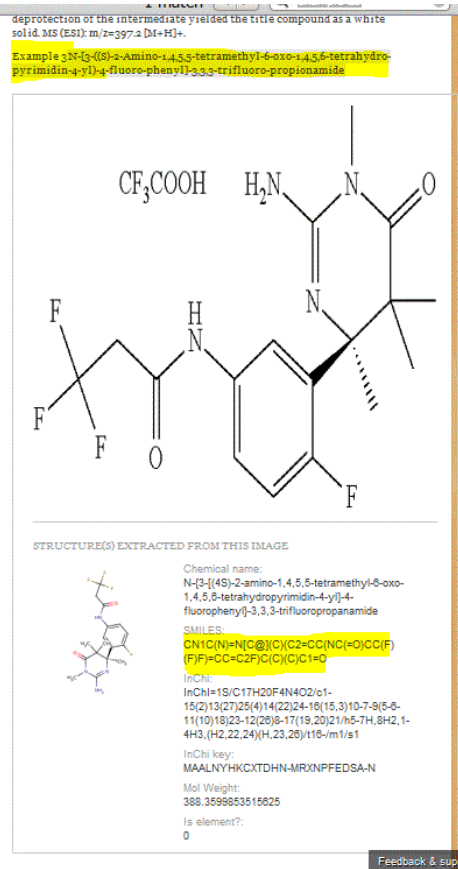 1 match
deprotection of the intermediate yielded the title compound as a white
solid. MS (ESI): m/z=397.2 [M+H]+.
Example 3N-[3-((S)-2-Amino-1,4,5,5-tetramethyl-6-oxo-1,4,5,6-tetrahydro-
pyrimidin-4-yl)-4-fluoro-phenyl]-3,3,3-trifluoro-propionamide
CF3COOH
H2N
N
O
N
F
F
F
H
N
O
F
STRUCTURE(S) EXTRACTED FROM THIS IMAGE
Chemical name:
N-{3-[(4S)-2-amino-1,4,5,5-tetramethyl-6-oxo-
1,4,5,6-tetrahydropyrimidin-4-yl]-4-
fluorophenyl}-3,3,3-trifluoropropanamide
SMILES:
CN1C(N)=N[C@](C)(C2=CC(NC(=O)CC(F)
(F)F)=CC=C2F)C(C)(C)C1=O
InChi:
InChI=1S/C17H20F4N4O2/c1-
15(2)13(27)25(4)14(22)24-16(15,3)10-7-9(5-6-
11(10)18)23-12(26)8-17(19,20)21/h5-7H,8H2,1-
4H3,(H2,22,24)(H,23,26)/t16-/m1/s1
InChi key:
MAALNYHKCXTDHN-MRXNPFEDSA-N
Mol Weight:
388.3599853515625
Is element?:
0
Feedback & sup